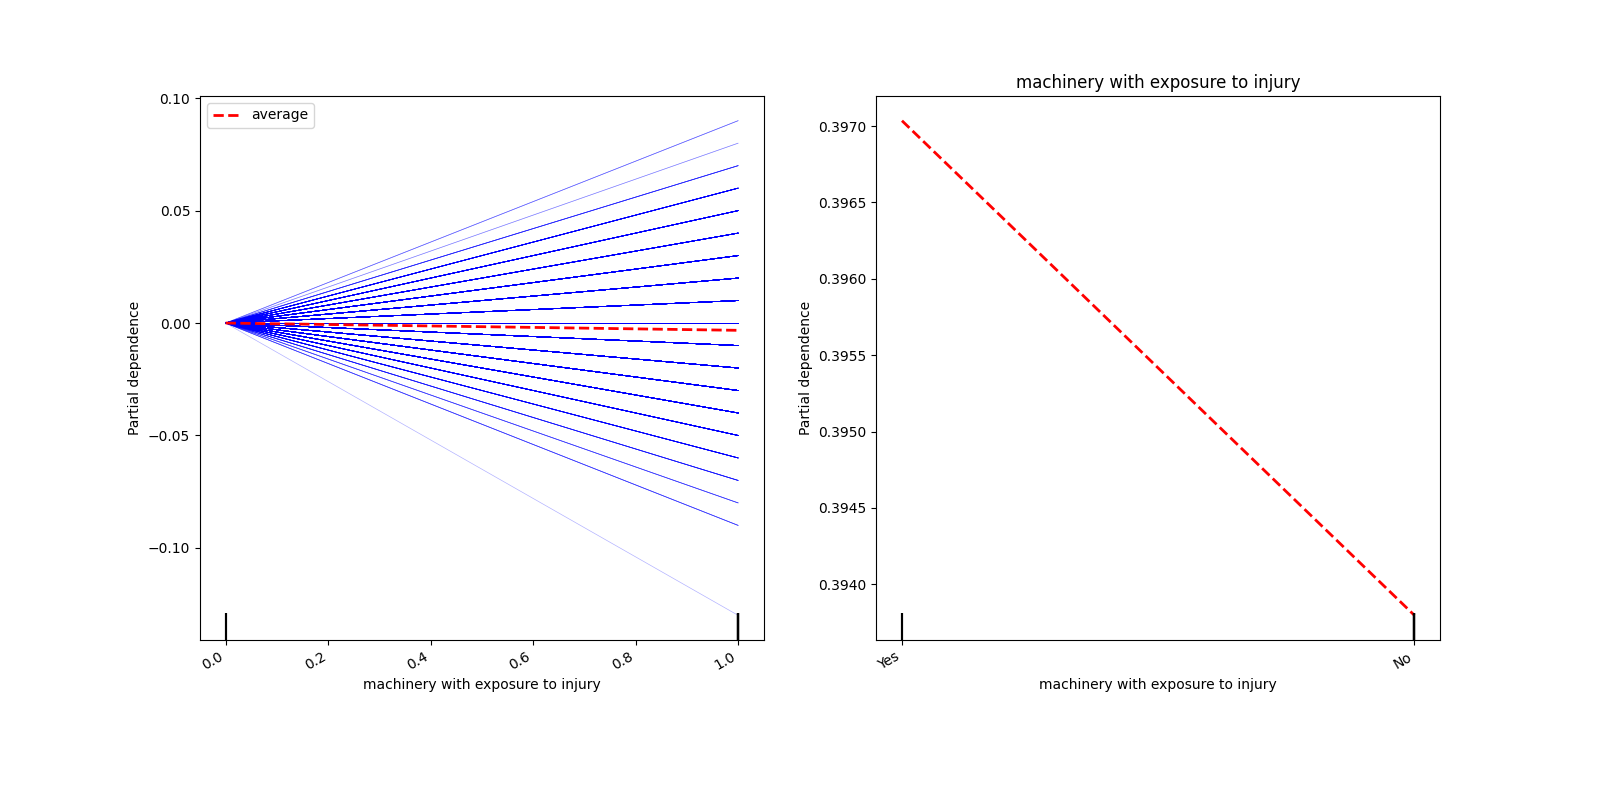 average
0.10
0.05
0.00
−0.05
−0.10
Partial dependence
0.0 0.2 0.4 0.6 0.8 1.0
machinery with exposure to injury
machinery with exposure to injury
0.3970
0.3965
0.3960
0.3955
0.3950
0.3945
0.3940
Partial dependence
Yes No
machinery with exposure to injury